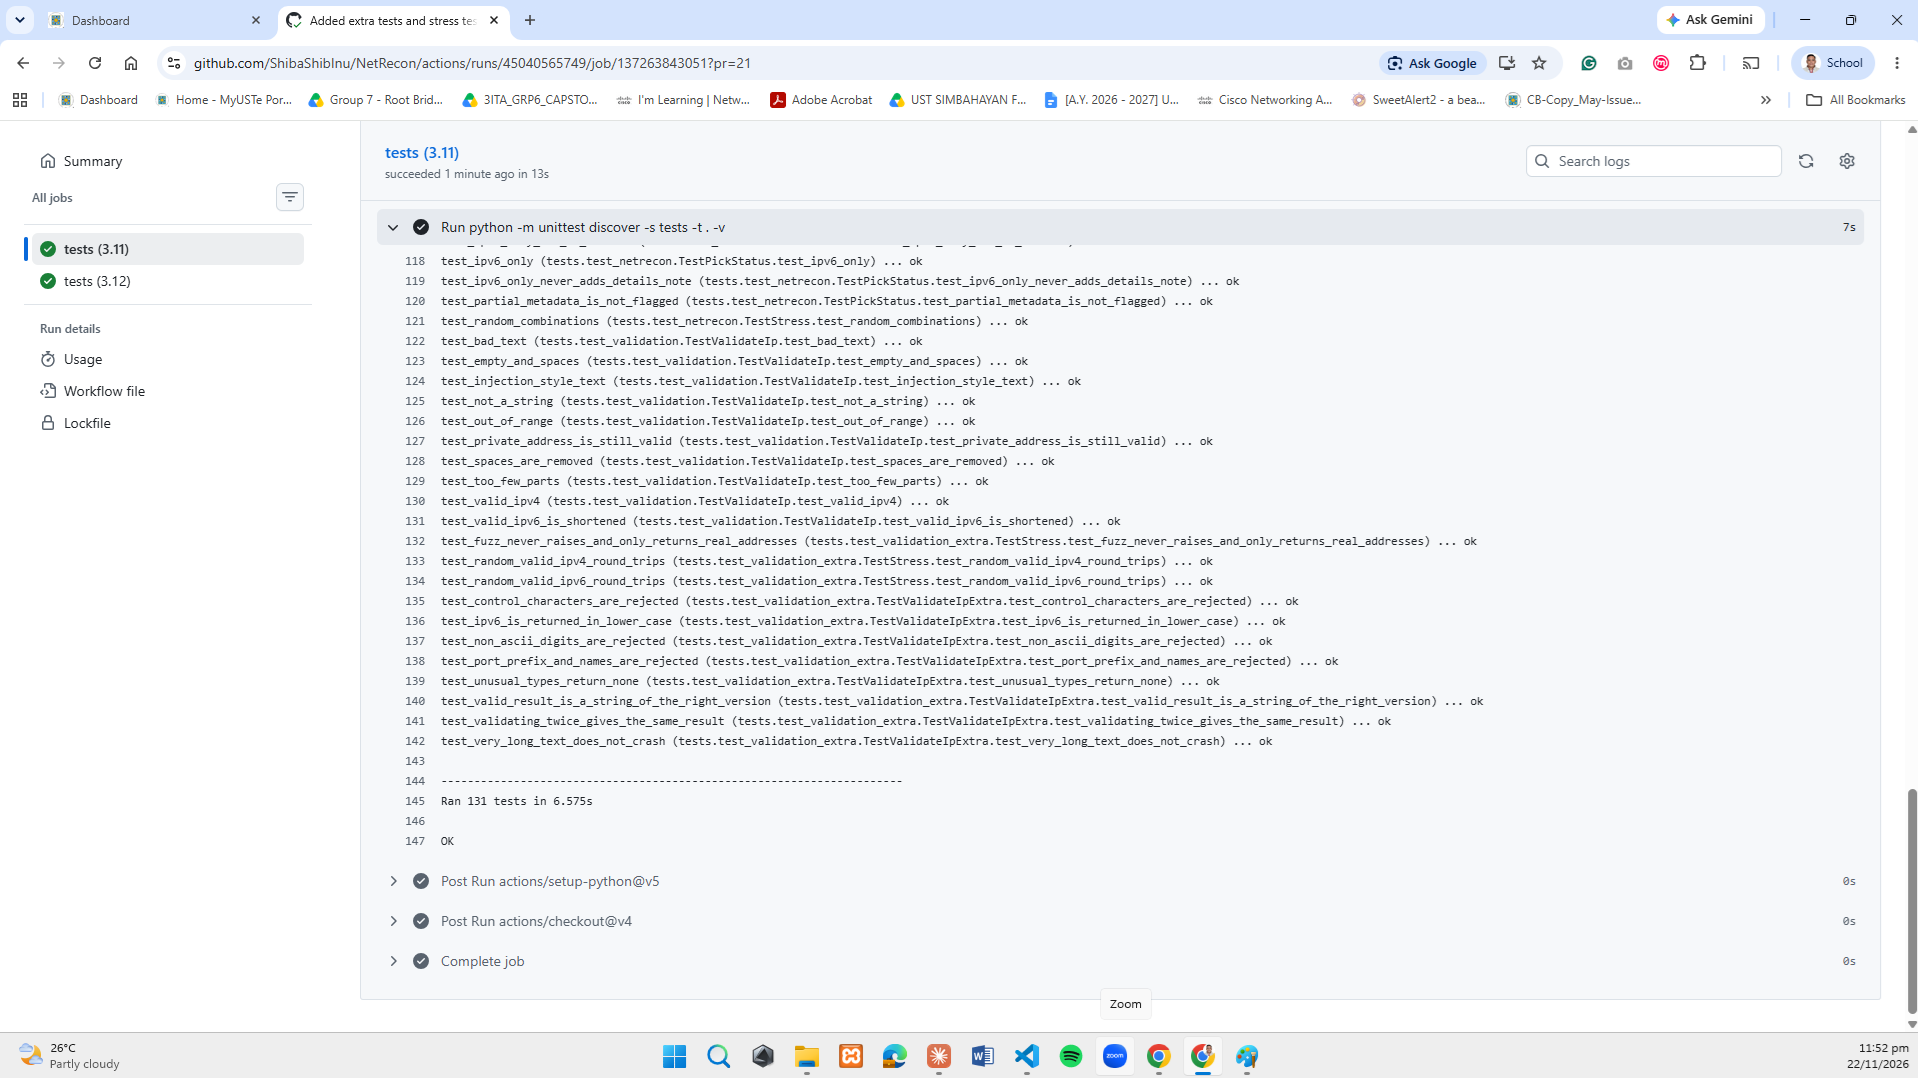 Dashboard
Added extra tests and stress tes
Ask Gemini
github.com/ShibaShibInu/NetRecon/actions/runs/45040565749/job/137263843051?pr=21
Ask Google
School
Dashboard
Home - MyUSTe Por...
Group 7 - Root Brid...
3ITA_GRP6_CAPSTO...
I'm Learning | Netw...
Adobe Acrobat
UST SIMBAHAYAN F...
[A.Y. 2026 - 2027] U...
Cisco Networking A...
SweetAlert2 - a bea...
CB-Copy_May-Issue...
All Bookmarks
Summary
All jobs
tests (3.11)
tests (3.12)
Run details
Usage
Workflow file
Lockfile
tests (3.11)
succeeded 1 minute ago in 13s
Search logs
Run python -m unittest discover -s tests -t . -v
7s
118 test_ipv6_only (tests.test_netrecon.TestPickStatus.test_ipv6_only) ... ok
119 test_ipv6_only_never_adds_details_note (tests.test_netrecon.TestPickStatus.test_ipv6_only_never_adds_details_note) ... ok
120 test_partial_metadata_is_not_flagged (tests.test_netrecon.TestPickStatus.test_partial_metadata_is_not_flagged) ... ok
121 test_random_combinations (tests.test_netrecon.TestStress.test_random_combinations) ... ok
122 test_bad_text (tests.test_validation.TestValidateIp.test_bad_text) ... ok
123 test_empty_and_spaces (tests.test_validation.TestValidateIp.test_empty_and_spaces) ... ok
124 test_injection_style_text (tests.test_validation.TestValidateIp.test_injection_style_text) ... ok
125 test_not_a_string (tests.test_validation.TestValidateIp.test_not_a_string) ... ok
126 test_out_of_range (tests.test_validation.TestValidateIp.test_out_of_range) ... ok
127 test_private_address_is_still_valid (tests.test_validation.TestValidateIp.test_private_address_is_still_valid) ... ok
128 test_spaces_are_removed (tests.test_validation.TestValidateIp.test_spaces_are_removed) ... ok
129 test_too_few_parts (tests.test_validation.TestValidateIp.test_too_few_parts) ... ok
130 test_valid_ipv4 (tests.test_validation.TestValidateIp.test_valid_ipv4) ... ok
131 test_valid_ipv6_is_shortened (tests.test_validation.TestValidateIp.test_valid_ipv6_is_shortened) ... ok
132 test_fuzz_never_raises_and_only_returns_real_addresses (tests.test_validation_extra.TestStress.test_fuzz_never_raises_and_only_returns_real_addresses) ... ok
133 test_random_valid_ipv4_round_trips (tests.test_validation_extra.TestStress.test_random_valid_ipv4_round_trips) ... ok
134 test_random_valid_ipv6_round_trips (tests.test_validation_extra.TestStress.test_random_valid_ipv6_round_trips) ... ok
135 test_control_characters_are_rejected (tests.test_validation_extra.TestValidateIpExtra.test_control_characters_are_rejected) ... ok
136 test_ipv6_is_returned_in_lower_case (tests.test_validation_extra.TestValidateIpExtra.test_ipv6_is_returned_in_lower_case) ... ok
137 test_non_ascii_digits_are_rejected (tests.test_validation_extra.TestValidateIpExtra.test_non_ascii_digits_are_rejected) ... ok
138 test_port_prefix_and_names_are_rejected (tests.test_validation_extra.TestValidateIpExtra.test_port_prefix_and_names_are_rejected) ... ok
139 test_unusual_types_return_none (tests.test_validation_extra.TestValidateIpExtra.test_unusual_types_return_none) ... ok
140 test_valid_result_is_a_string_of_the_right_version (tests.test_validation_extra.TestValidateIpExtra.test_valid_result_is_a_string_of_the_right_version) ... ok
141 test_validating_twice_gives_the_same_result (tests.test_validation_extra.TestValidateIpExtra.test_validating_twice_gives_the_same_result) ... ok
142 test_very_long_text_does_not_crash (tests.test_validation_extra.TestValidateIpExtra.test_very_long_text_does_not_crash) ... ok
143
144 ----------------------------------------------------------------------
145 Ran 131 tests in 6.575s
146
147 OK
Post Run actions/setup-python@v5
0s
Post Run actions/checkout@v4
0s
Complete job
0s
Zoom
26°C
Partly cloudy
zoom
11:52 pm
22/11/2026